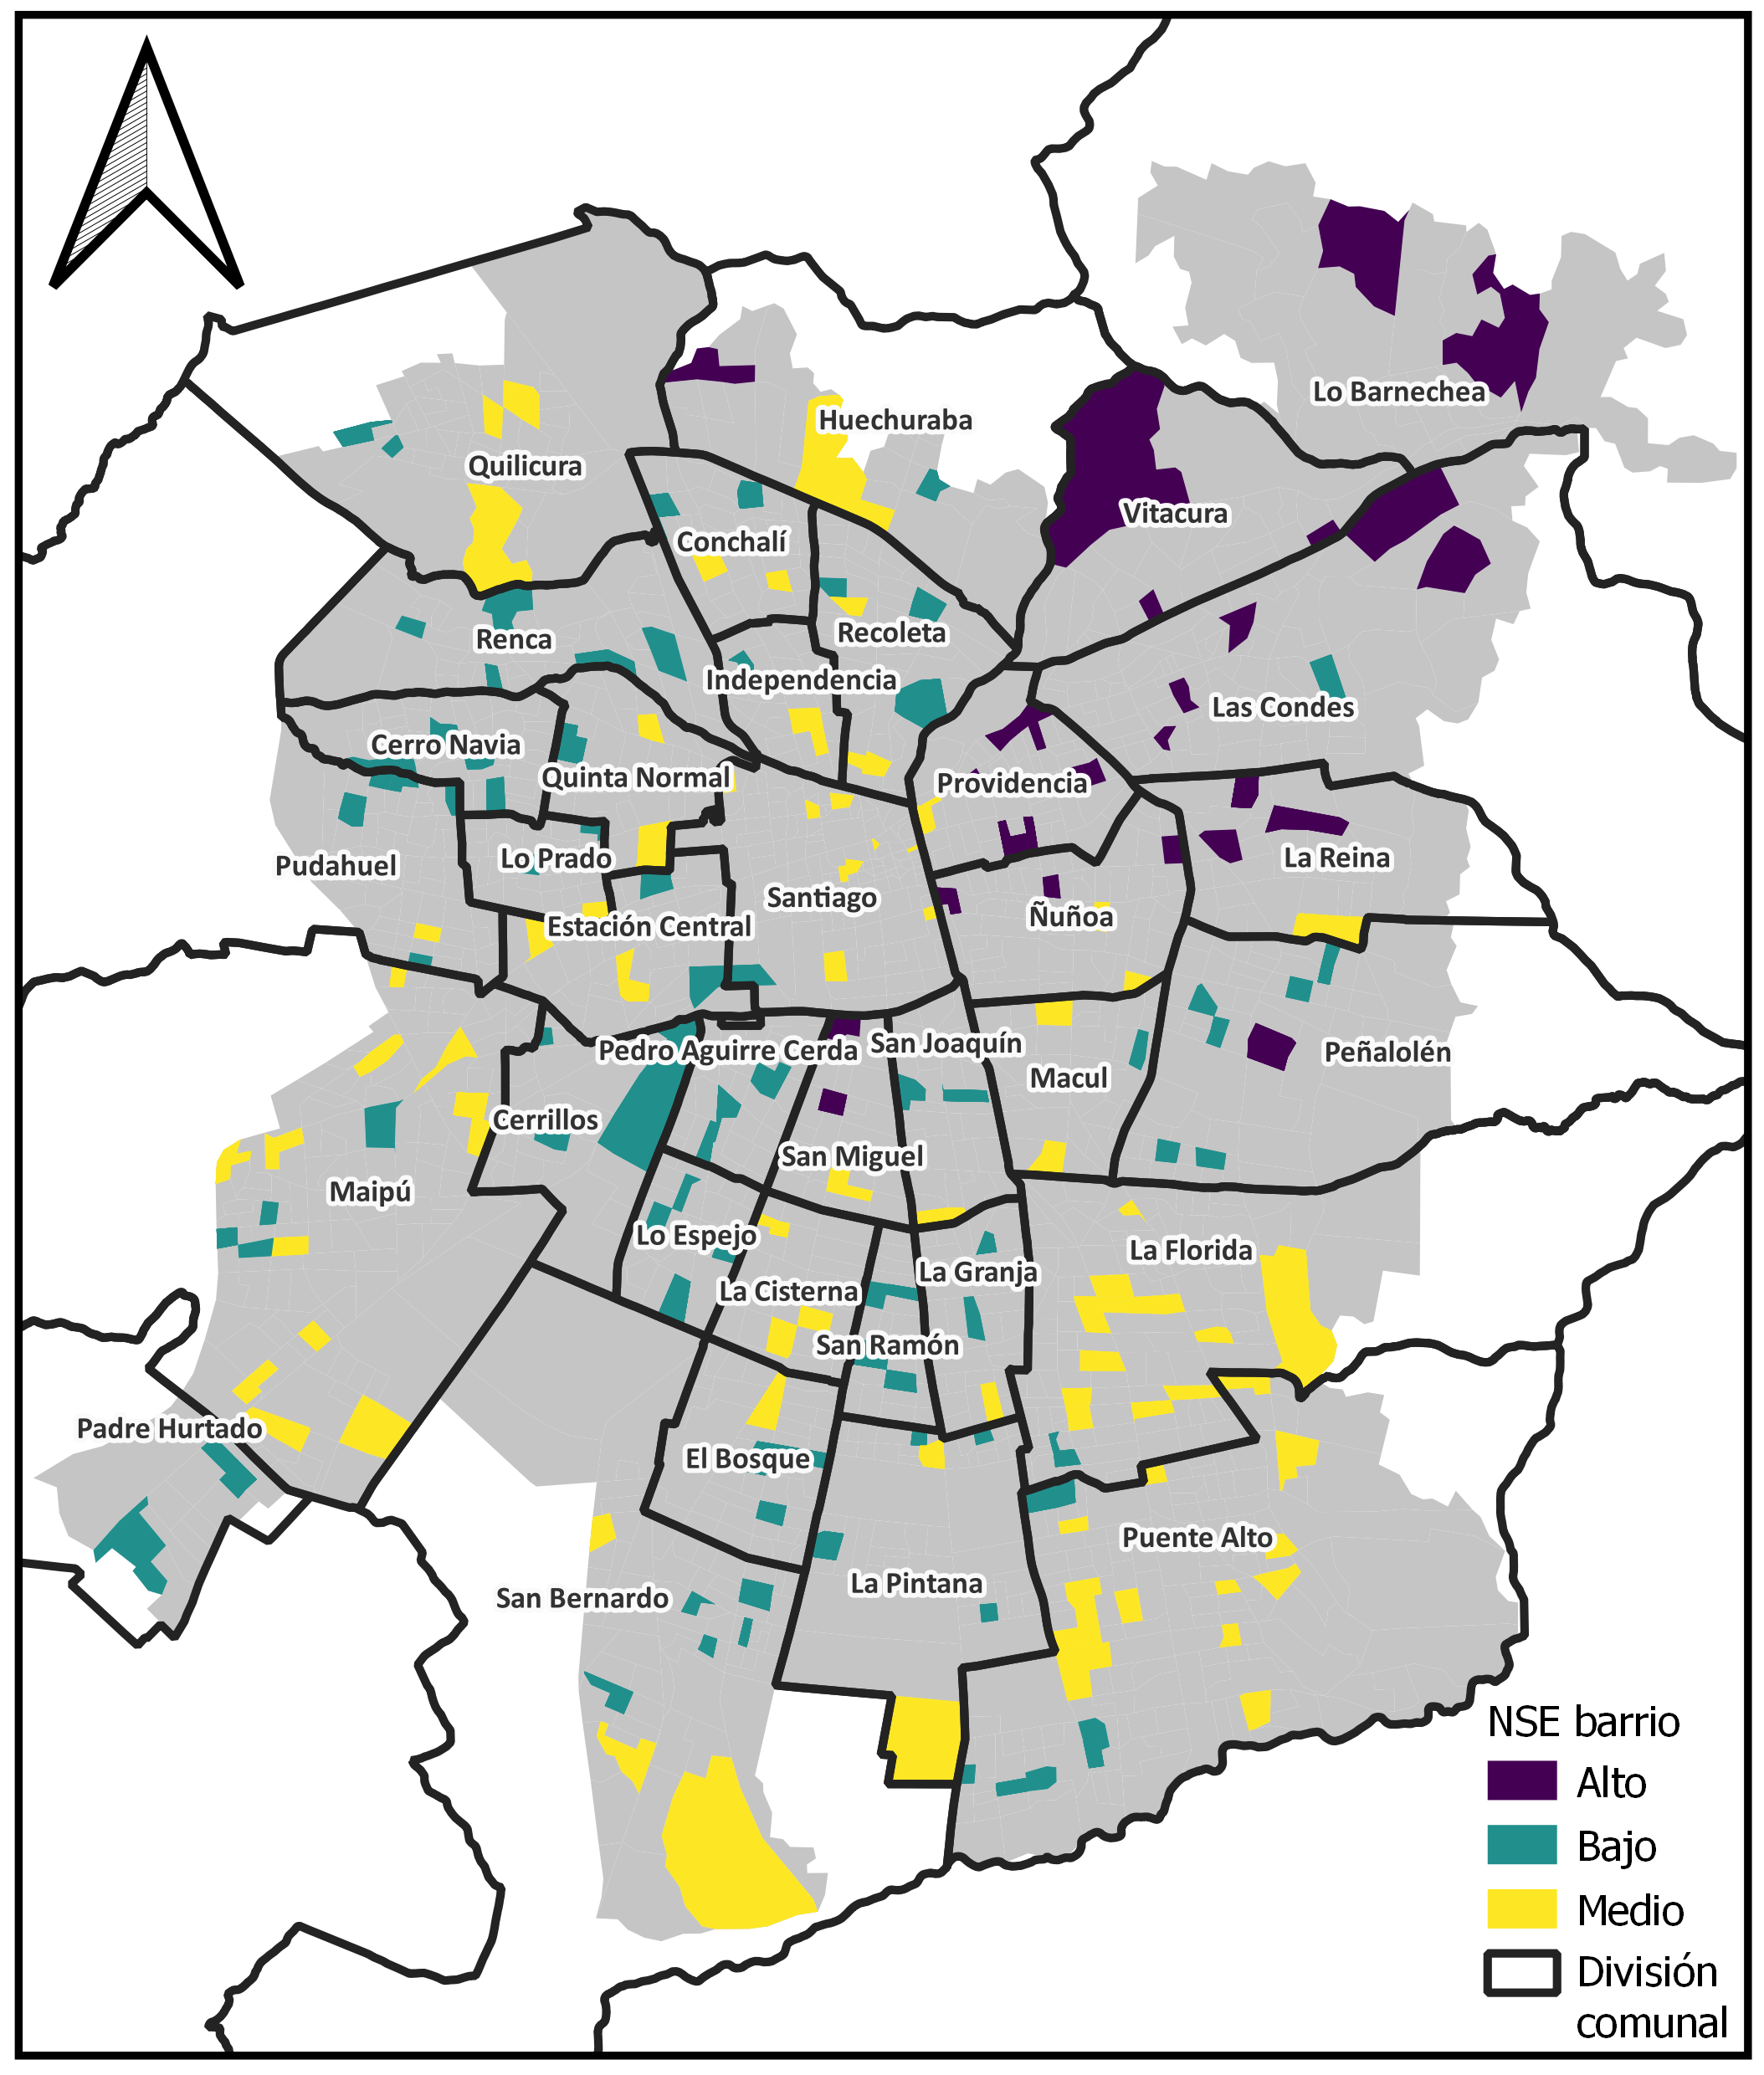 Lo Barnechea
Huechuraba
Quilicura
Vitacura
Conchalí
Recoleta
Renca
Independencia
Las Condes
Cerro Navia
Quinta Normal
Providencia
Lo Prado
La Reina
Pudahuel
Santiago
Ñuñoa
Estación Central
San Joaquín
Pedro Aguirre Cerda
Peñalolén
Macul
Cerrillos
San Miguel
Maipú
Lo Espejo
La Florida
La Granja
La Cisterna
San Ramón
Padre Hurtado
El Bosque
Puente Alto
La Pintana
San Bernardo
NSE barrio
Alto
Bajo
Medio
División
comunal